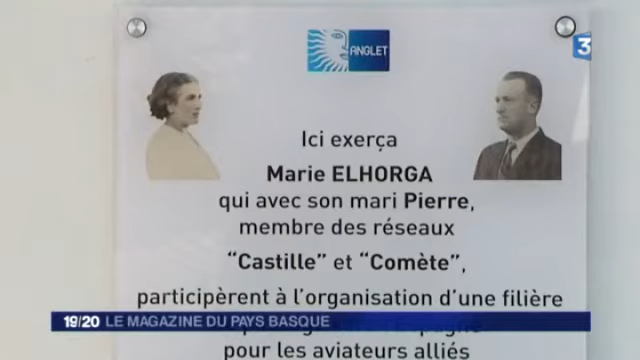 ANGLET
3
Ici exerça
Marie ELHORGA
qui avec son mari Pierre,
membre des réseaux
“Castille” et “Comète”,
participèrent à l’organisation d’une filière
19/20 LE MAGAZINE DU PAYS BASQUE
pour les aviateurs alliés